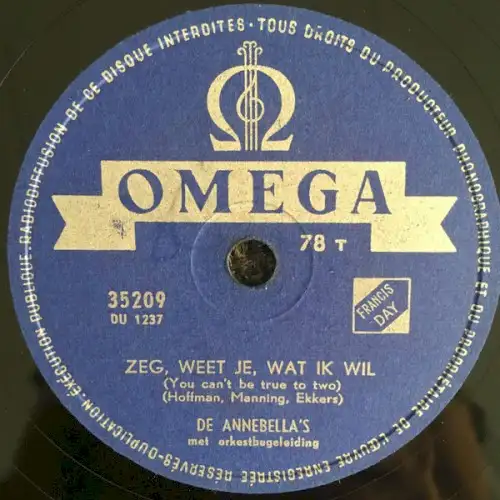 TOUS DROITS DU PRODUCTEUR PHONOGRAPHIQUE ET DU PROPRIÉTAIRE DE L'ŒUVRE ENREGISTRÉE RÉSERVÉS-DUPLICATION-EXÉCUTION PUBLIQUE-RADIODIFFUSION DE CE DISQUE INTERDITES·
OMEGA
78 T
35209
DU 1237
FRANCIS
DAY
ZEG, WEET JE, WAT IK WIL
(You can't be true to two)
(Hoffman, Manning, Ekkers)
DE ANNEBELLA'S
met orkestbegeleiding